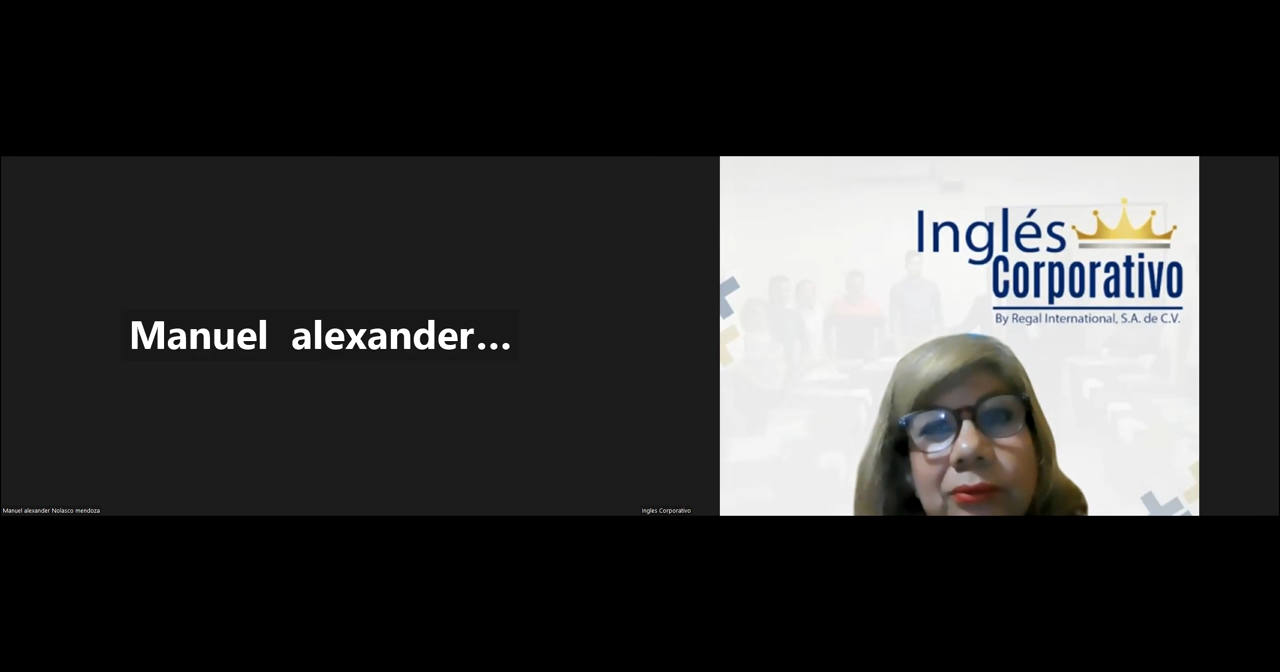 Manuel  alexander...
Manuel alexander Nolasco mendoza
Ingles Corporativo
Inglés
Corporativo
By Regal International, S.A. de C.V.